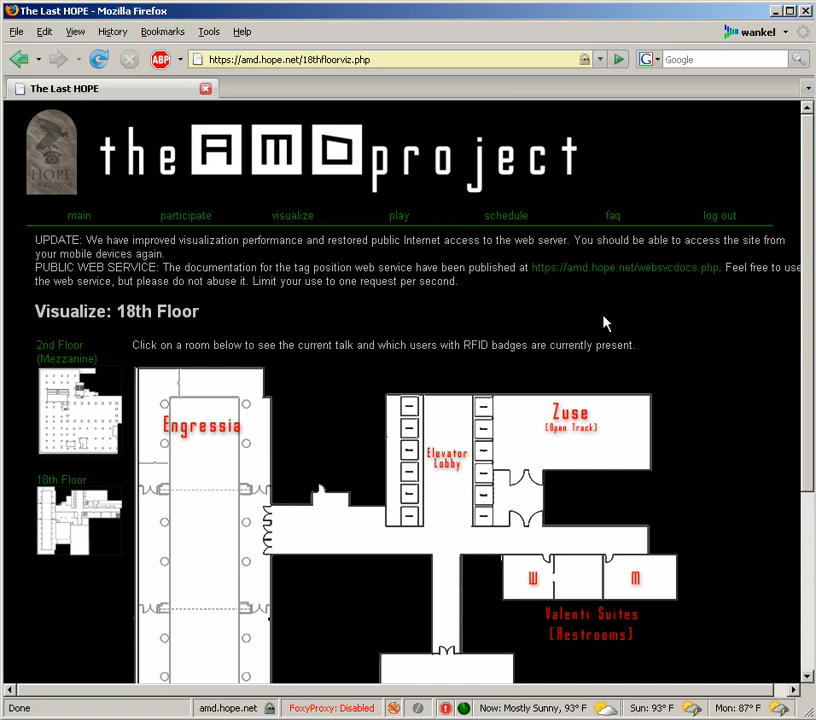 The Last HOPE - Mozilla Firefox
File Edit View History Bookmarks Tools Help
wankel
ABP
https://amd.hope.net/18thfloorviz.php
G
Google
The Last HOPE
HOPE
the AMD project
main participate visualize play schedule faq log out
UPDATE: We have improved visualization performance and restored public Internet access to the web server. You should be able to access the site from
your mobile devices again.
PUBLIC WEB SERVICE: The documentation for the tag position web service have been published at https://amd.hope.net/websvcdocs.php. Feel free to use
the web service, but please do not abuse it. Limit your use to one request per second.
Visualize: 18th Floor
2nd Floor
(Mezzanine)
Click on a room below to see the current talk and which users with RFID badges are currently present.
18th Floor
Engressia
Elevator
Lobby
Zuse
(Open Track)
W
M
Valenti Suites
[Restrooms]
Done
amd.hope.net
FoxyProxy: Disabled
Now: Mostly Sunny, 93° F
Sun: 93° F
Mon: 87° F